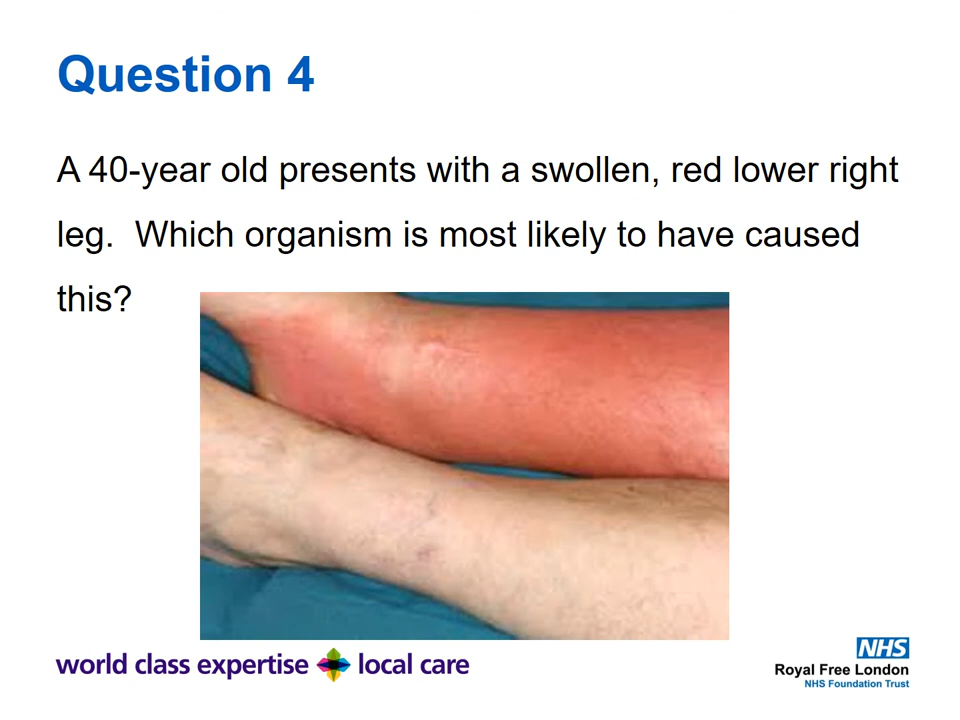 Question 4
A 40-year old presents with a swollen, red lower right
leg.  Which organism is most likely to have caused
this?
world class expertise local care
NHS
Royal Free London
NHS Foundation Trust